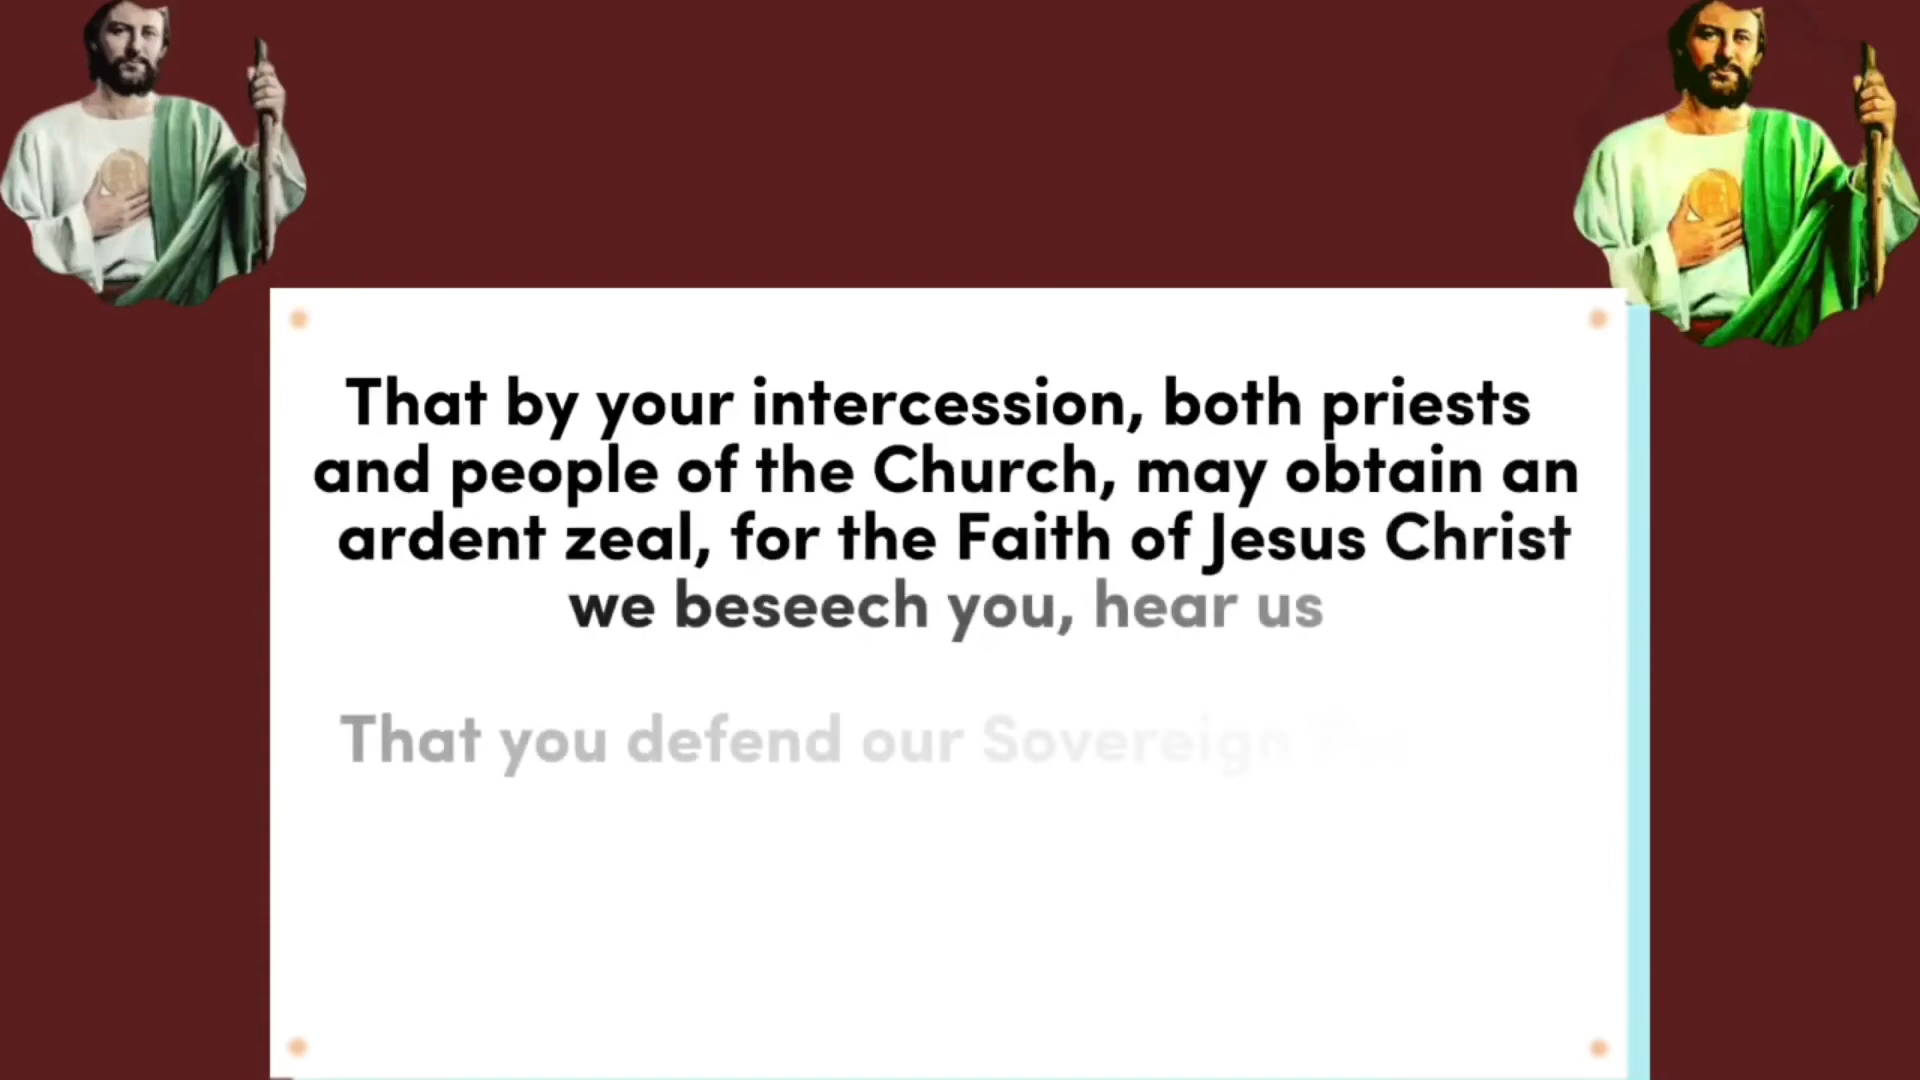 That by your intercession, both priests
and people of the Church, may obtain an
ardent zeal, for the Faith of Jesus Christ
we beseech you, hear us
That you defend our Sovereign